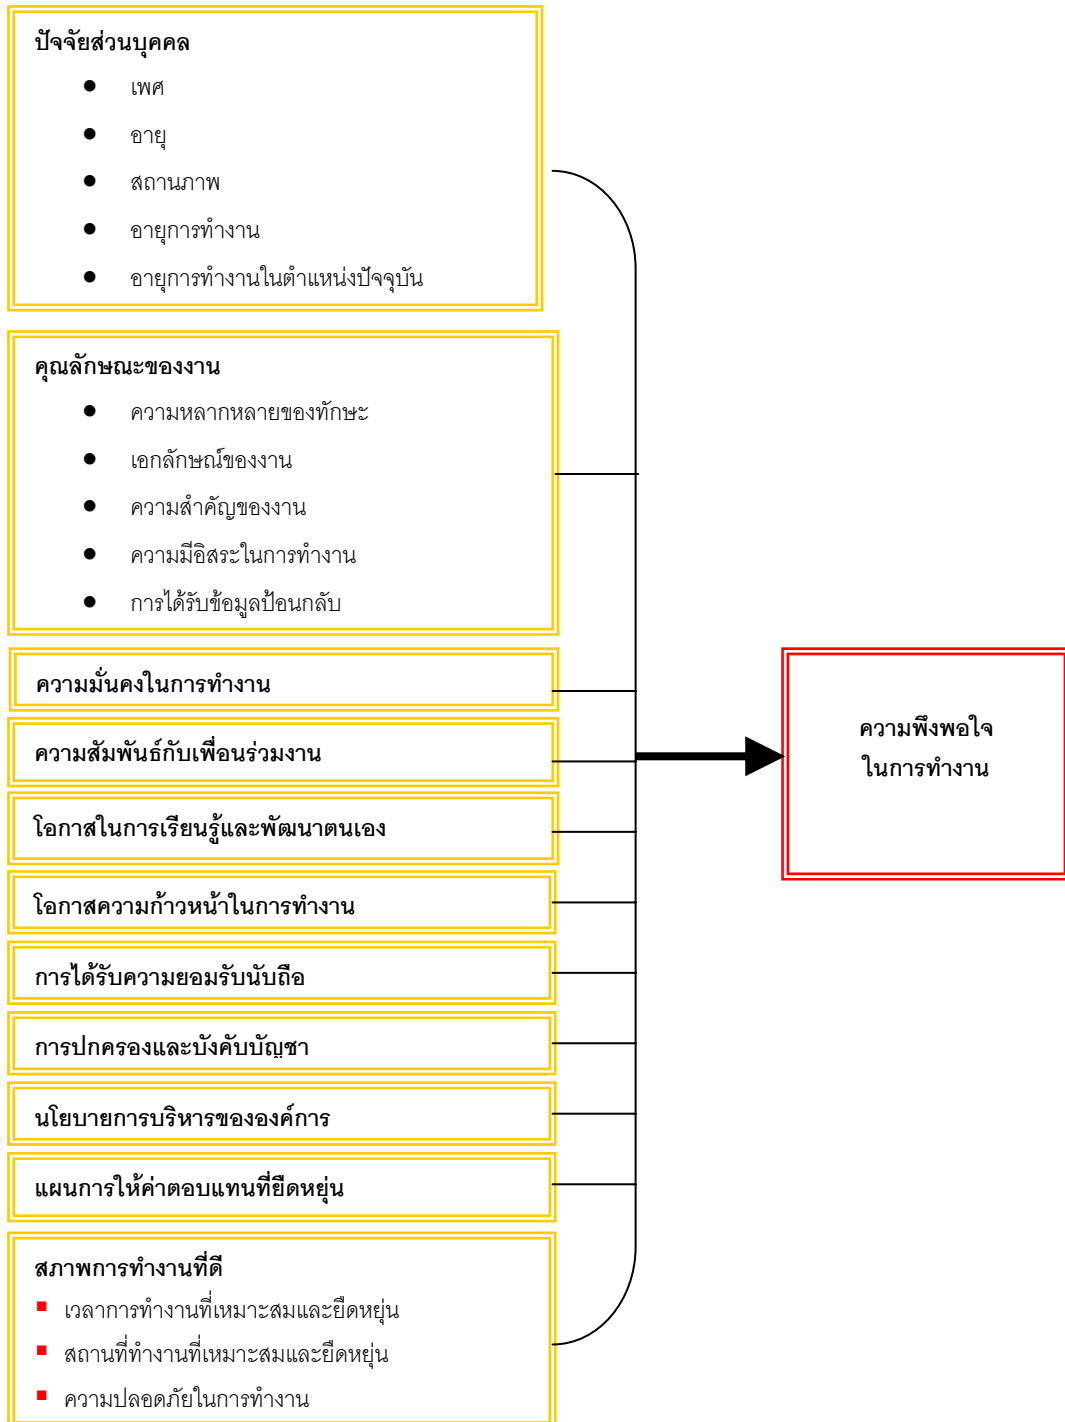 ปัจจัยส่วนบุคคล
● เพศ
● อายุ
● สถานภาพ
● อายุการทำงาน
● อายุการทำงานในตำแหน่งปัจจุบัน
คุณลักษณะของงาน
● ความหลากหลายของทักษะ
● เอกลักษณ์ของงาน
● ความสำคัญของงาน
● ความมีอิสระในการทำงาน
● การได้รับข้อมูลป้อนกลับ
ความมั่นคงในการทำงาน
ความสัมพันธ์กับเพื่อนร่วมงาน
โอกาสในการเรียนรู้และพัฒนาตนเอง
โอกาสความก้าวหน้าในการทำงาน
การได้รับความยอมรับนับถือ
การปกครองและบังคับบัญชา
นโยบายการบริหารขององค์การ
แผนการให้ค่าตอบแทนที่ยืดหยุ่น
สภาพการทำงานที่ดี
▪ เวลาการทำงานที่เหมาะสมและยืดหยุ่น
▪ สถานที่ทำงานที่เหมาะสมและยืดหยุ่น
▪ ความปลอดภัยในการทำงาน
ความพึงพอใจ
ในการทำงาน